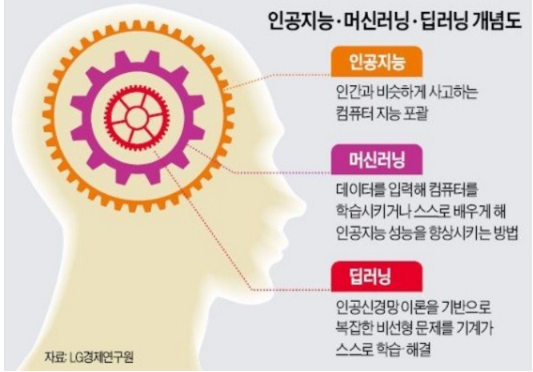 인공지능·머신러닝·딥러닝 개념도
인공지능
인간과 비슷하게 사고하는
컴퓨터 지능 포괄
머신러닝
데이터를 입력해 컴퓨터를
학습시키거나 스스로 배우게 해
인공지능 성능을 향상시키는 방법
딥러닝
인공신경망 이론을 기반으로
복잡한 비선형 문제를 기계가
스스로 학습·해결
자료: LG경제연구원